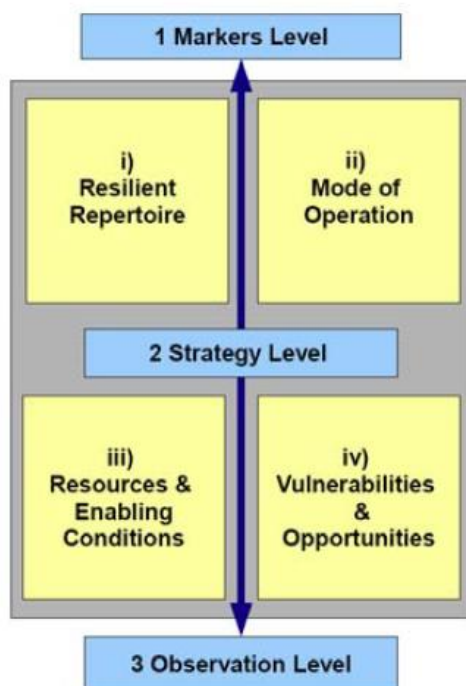 1 Markers Level
i)
Resilient
Repertoire
ii)
Mode of
Operation
2 Strategy Level
iii)
Resources &
Enabling
Conditions
iv)
Vulnerabilities
&
Opportunities
3 Observation Level